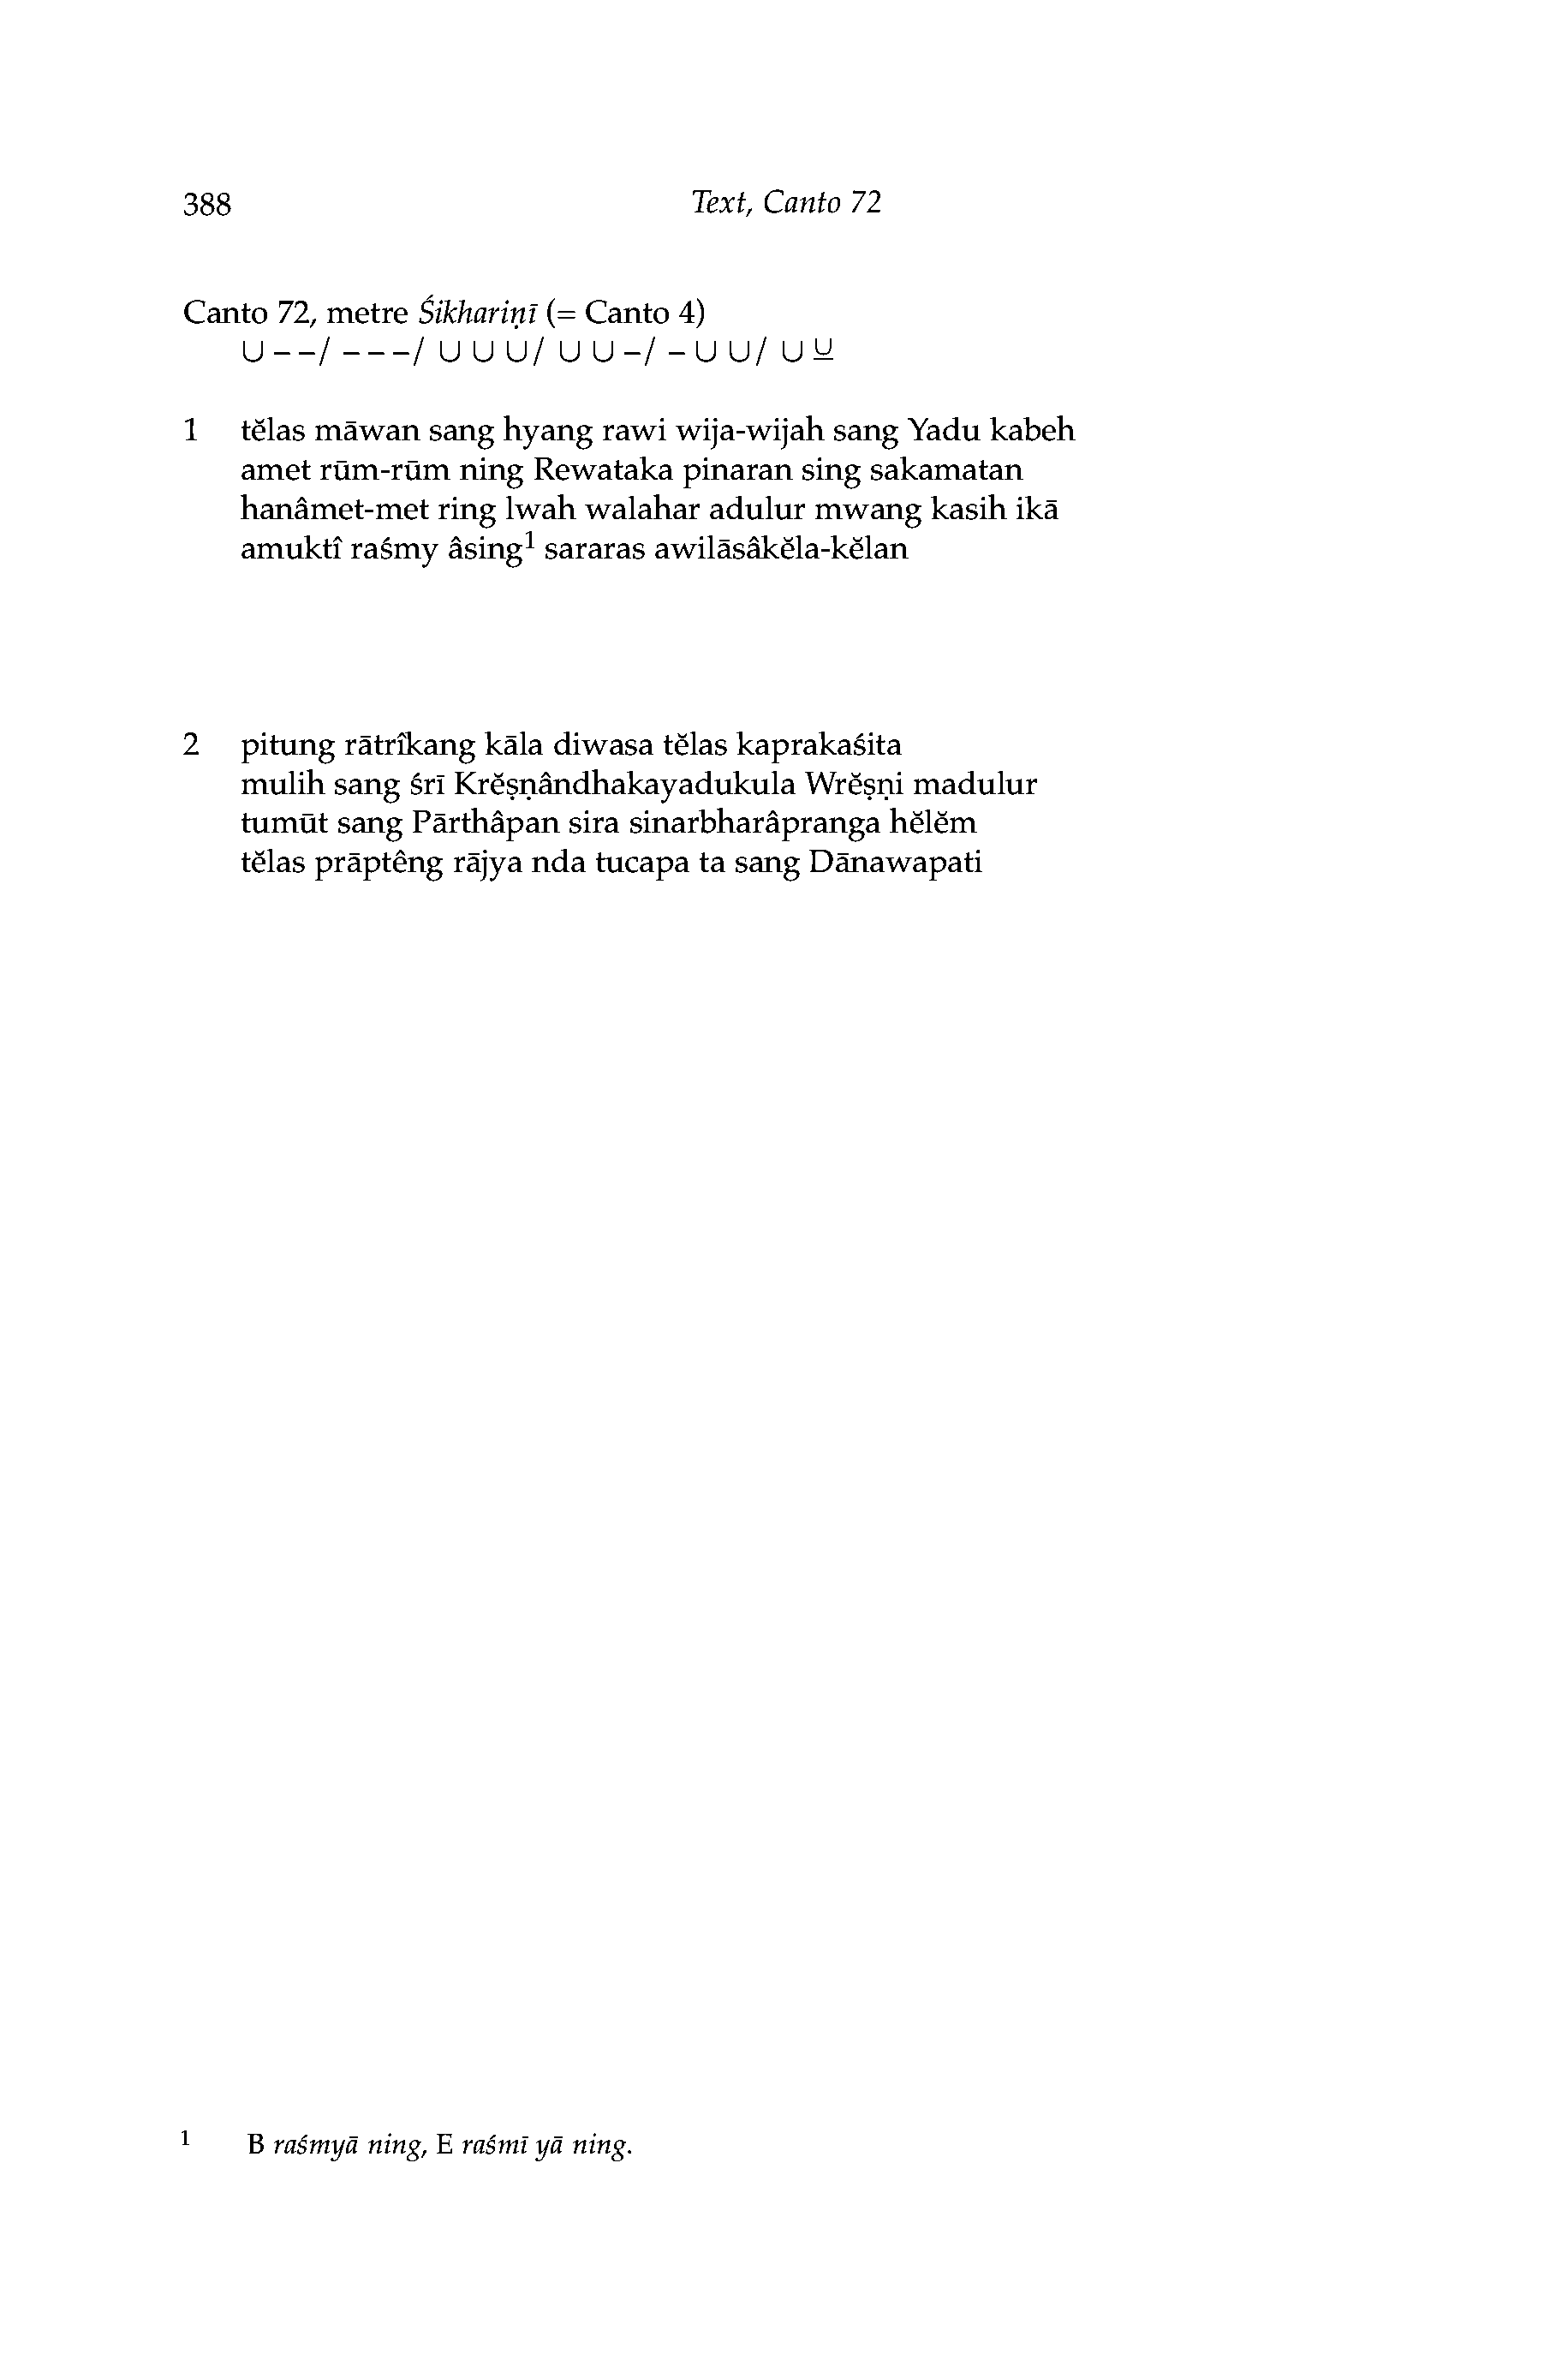 388
Text, Canto 72
Canto 72, metre Śikhariṇī (= Canto 4)
∪ – –/ – – –/ ∪ ∪ ∪/ ∪ ∪ –/ – ∪ ∪/ ∪ ∪̲
1 tĕlas māwan sang hyang rawi wija-wijah sang Yadu kabeh
amet rūm-rūm ning Rewataka pinaran sing sakamatan
hanâmet-met ring lwah walahar adulur mwang kasih ikā
amuktî raśmy âsing¹ sararas awilāsâkĕla-kĕlan
2 pitung rātrîkang kāla diwasa tĕlas kaprakaśita
mulih sang śrī Krĕṣṇândhakayadukula Wrĕṣṇi madulur
tumūt sang Pārthâpan sira sinarbharâpranga hĕlĕm
tĕlas prāptêng rājya nda tucapa ta sang Dānawapati
1 B raśmyā ning, E raśmī yā ning.